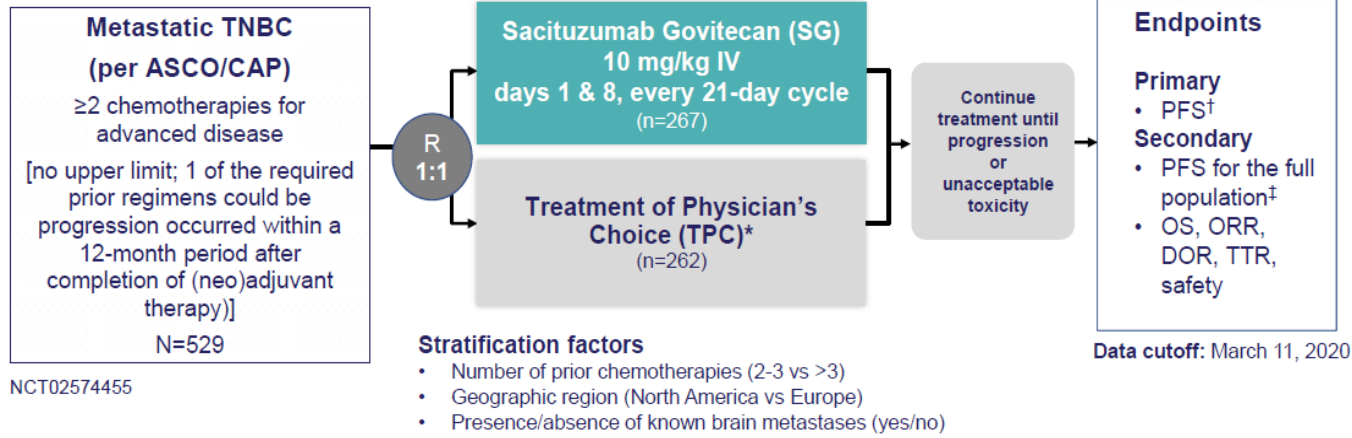 Metastatic TNBC
(per ASCO/CAP)
≥2 chemotherapies for
advanced disease
[no upper limit; 1 of the required
prior regimens could be
progression occurred within a
12-month period after
completion of (neo)adjuvant
therapy)]
N=529
NCT02574455
R
1:1
Sacituzumab Govitecan (SG)
10 mg/kg IV
days 1 & 8, every 21-day cycle
(n=267)
Treatment of Physician's
Choice (TPC)*
(n=262)
Continue
treatment until
progression
or
unacceptable
toxicity
Endpoints
Primary
• PFS†
Secondary
• PFS for the full
population‡
• OS, ORR,
DOR, TTR,
safety
Data cutoff: March 11, 2020
Stratification factors
• Number of prior chemotherapies (2-3 vs >3)
• Geographic region (North America vs Europe)
• Presence/absence of known brain metastases (yes/no)